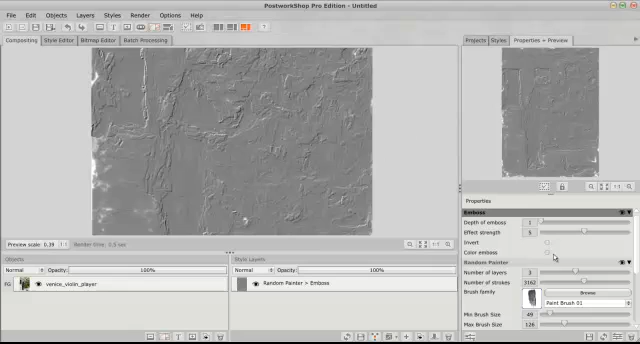 PostworkShop Pro Edition - Untitled
File Edit Objects Layers Styles Render Options Help
Compositing Style Editor Bitmap Editor Batch Processing
Projects Styles Properties + Preview
Properties
Emboss
Depth of emboss 1
Effect strength 5
Invert
Color emboss
Random Painter
Number of layers 3
Number of strokes 3162
Brush family Browse
Paint Brush 01
Min Brush Size 49
Max Brush Size 126
Preview scale: 0.39 1:1 Render time: 0.5 sec 1:1
Objects
Normal Opacity: 100%
FG venice_violin_player
Style Layers
Normal Opacity: 100%
Random Painter > Emboss